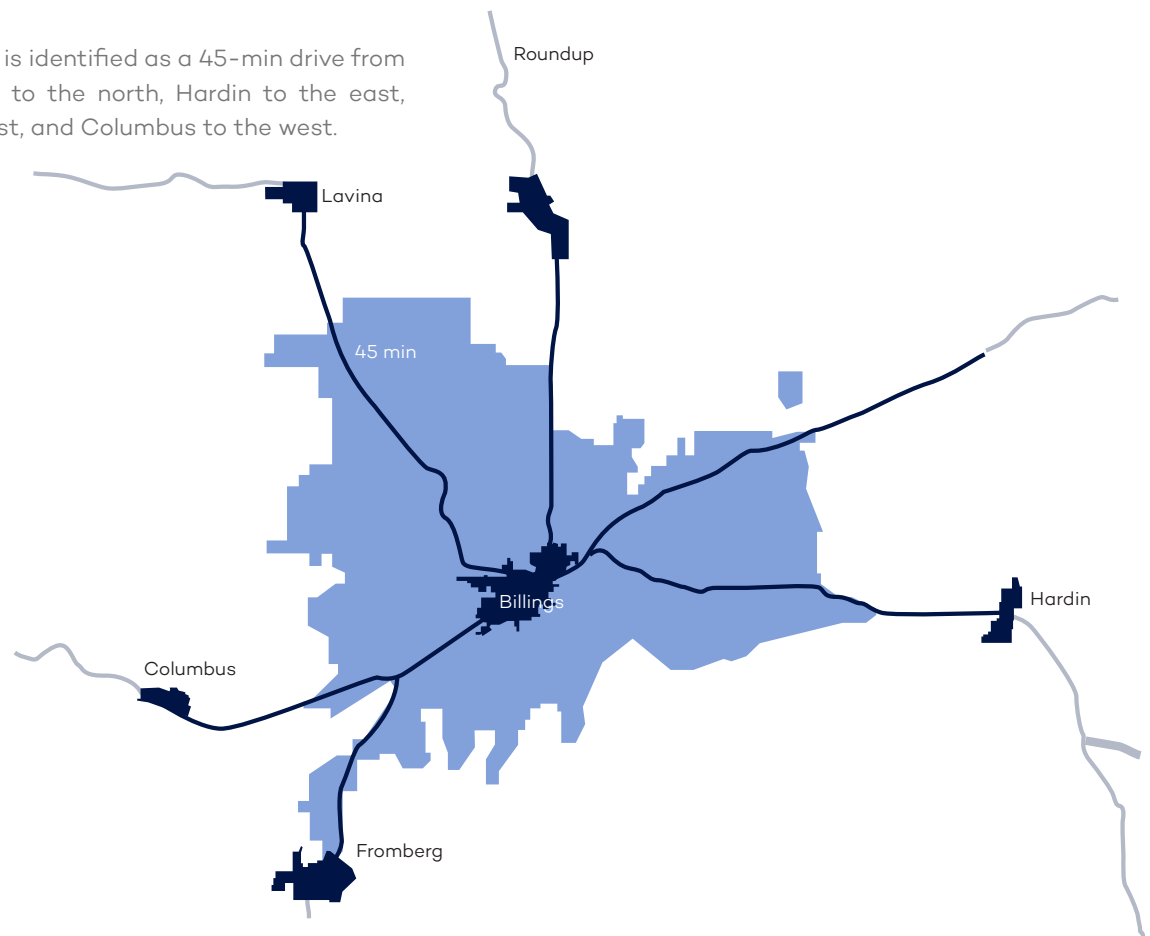 is identified as a 45-min drive from
to the north, Hardin to the east,
st, and Columbus to the west.
Roundup
Lavina
45 min
Billings
Hardin
Columbus
Fromberg